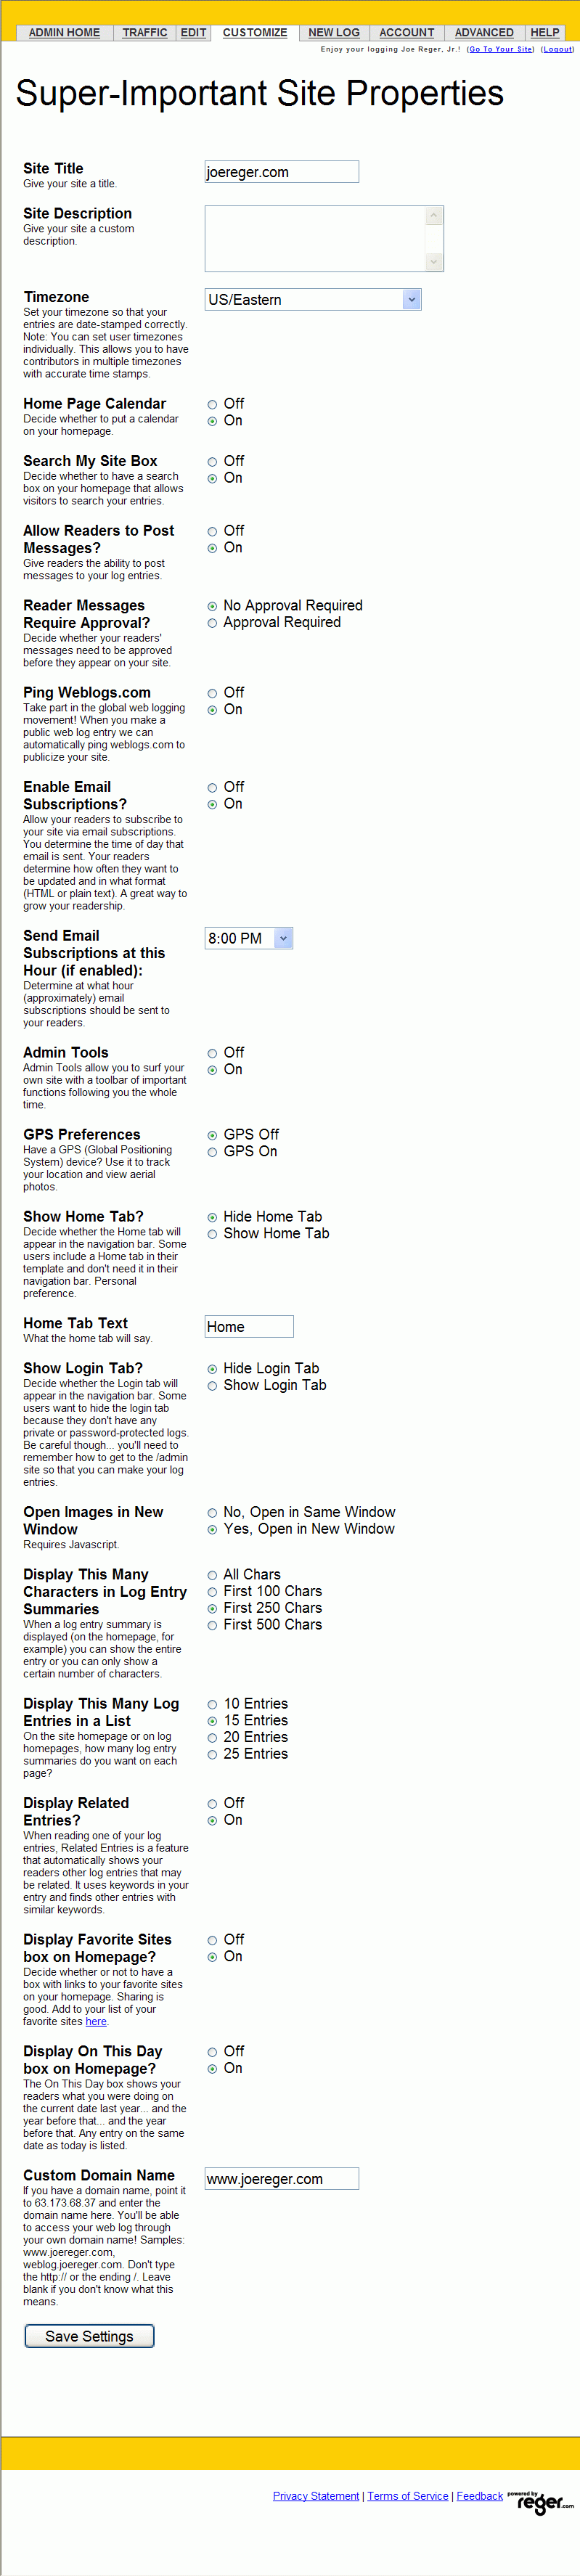 ADMIN HOME TRAFFIC EDIT CUSTOMIZE NEW LOG ACCOUNT ADVANCED HELP
Enjoy your logging Joe Reger, Jr.! (Go To Your Site) (Logout)
Super-Important Site Properties
Site Title
Give your site a title.
joereger.com
Site Description
Give your site a custom
description.
Timezone
Set your timezone so that your
entries are date-stamped correctly.
Note: You can set user timezones
individually. This allows you to have
contributors in multiple timezones
with accurate time stamps.
US/Eastern
Home Page Calendar
Decide whether to put a calendar
on your homepage.
Off
On
Search My Site Box
Decide whether to have a search
box on your homepage that allows
visitors to search your entries.
Off
On
Allow Readers to Post
Messages?
Give readers the ability to post
messages to your log entries.
Off
On
Reader Messages
Require Approval?
Decide whether your readers'
messages need to be approved
before they appear on your site.
No Approval Required
Approval Required
Ping Weblogs.com
Take part in the global web logging
movement! When you make a
public web log entry we can
automatically ping weblogs.com to
publicize your site.
Off
On
Enable Email
Subscriptions?
Allow your readers to subscribe to
your site via email subscriptions.
You determine the time of day that
email is sent. Your readers
determine how often they want to
be updated and in what format
(HTML or plain text). A great way to
grow your readership.
Off
On
Send Email
Subscriptions at this
Hour (if enabled):
Determine at what hour
(approximately) email
subscriptions should be sent to
your readers.
8:00 PM
Admin Tools
Admin Tools allow you to surf your
own site with a toolbar of important
functions following you the whole
time.
Off
On
GPS Preferences
Have a GPS (Global Positioning
System) device? Use it to track
your location and view aerial
photos.
GPS Off
GPS On
Show Home Tab?
Decide whether the Home tab will
appear in the navigation bar. Some
users include a Home tab in their
template and don't need it in their
navigation bar. Personal
preference.
Hide Home Tab
Show Home Tab
Home Tab Text
What the home tab will say.
Home
Show Login Tab?
Decide whether the Login tab will
appear in the navigation bar. Some
users want to hide the login tab
because they don't have any
private or password-protected logs.
Be careful though... you'll need to
remember how to get to the /admin
site so that you can make your log
entries.
Hide Login Tab
Show Login Tab
Open Images in New
Window
Requires Javascript.
No, Open in Same Window
Yes, Open in New Window
Display This Many
Characters in Log Entry
Summaries
When a log entry summary is
displayed (on the homepage, for
example) you can show the entire
entry or you can only show a
certain number of characters.
All Chars
First 100 Chars
First 250 Chars
First 500 Chars
Display This Many Log
Entries in a List
On the site homepage or on log
homepages, how many log entry
summaries do you want on each
page?
10 Entries
15 Entries
20 Entries
25 Entries
Display Related
Entries?
When reading one of your log
entries, Related Entries is a feature
that automatically shows your
readers other log entries that may
be related. It uses keywords in your
entry and finds other entries with
similar keywords.
Off
On
Display Favorite Sites
box on Homepage?
Decide whether or not to have a
box with links to your favorite sites
on your homepage. Sharing is
good. Add to your list of your
favorite sites here.
Off
On
Display On This Day
box on Homepage?
The On This Day box shows your
readers what you were doing on
the current date last year... and the
year before that... and the year
before that. Any entry on the same
date as today is listed.
Off
On
Custom Domain Name
If you have a domain name, point it
to 63.173.68.37 and enter the
domain name here. You'll be able
to access your web log through
your own domain name! Samples:
www.joereger.com,
weblog.joereger.com. Don't type
the http:// or the ending /. Leave
blank if you don't know what this
means.
www.joereger.com
Save Settings
Privacy Statement | Terms of Service | Feedback
powered by
reger.com